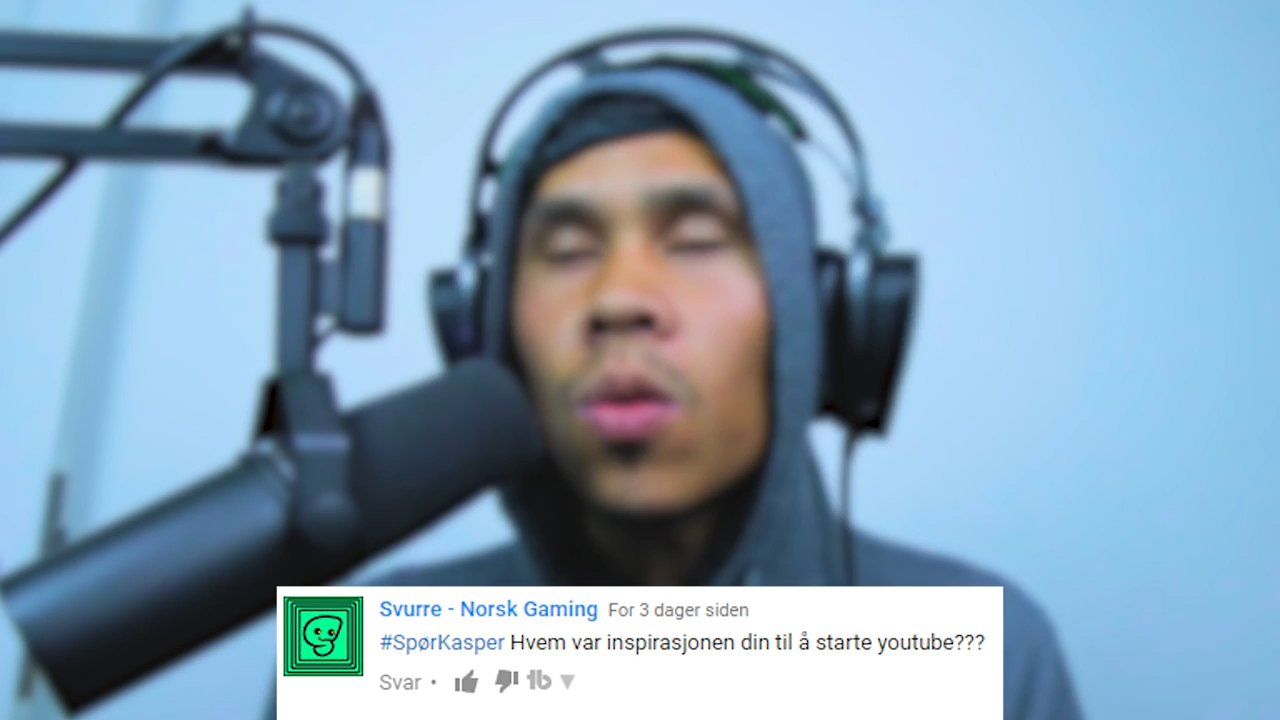 Svurre - Norsk Gaming For 3 dager siden
#SpørKasper Hvem var inspirasjonen din til å starte youtube???
Svar •